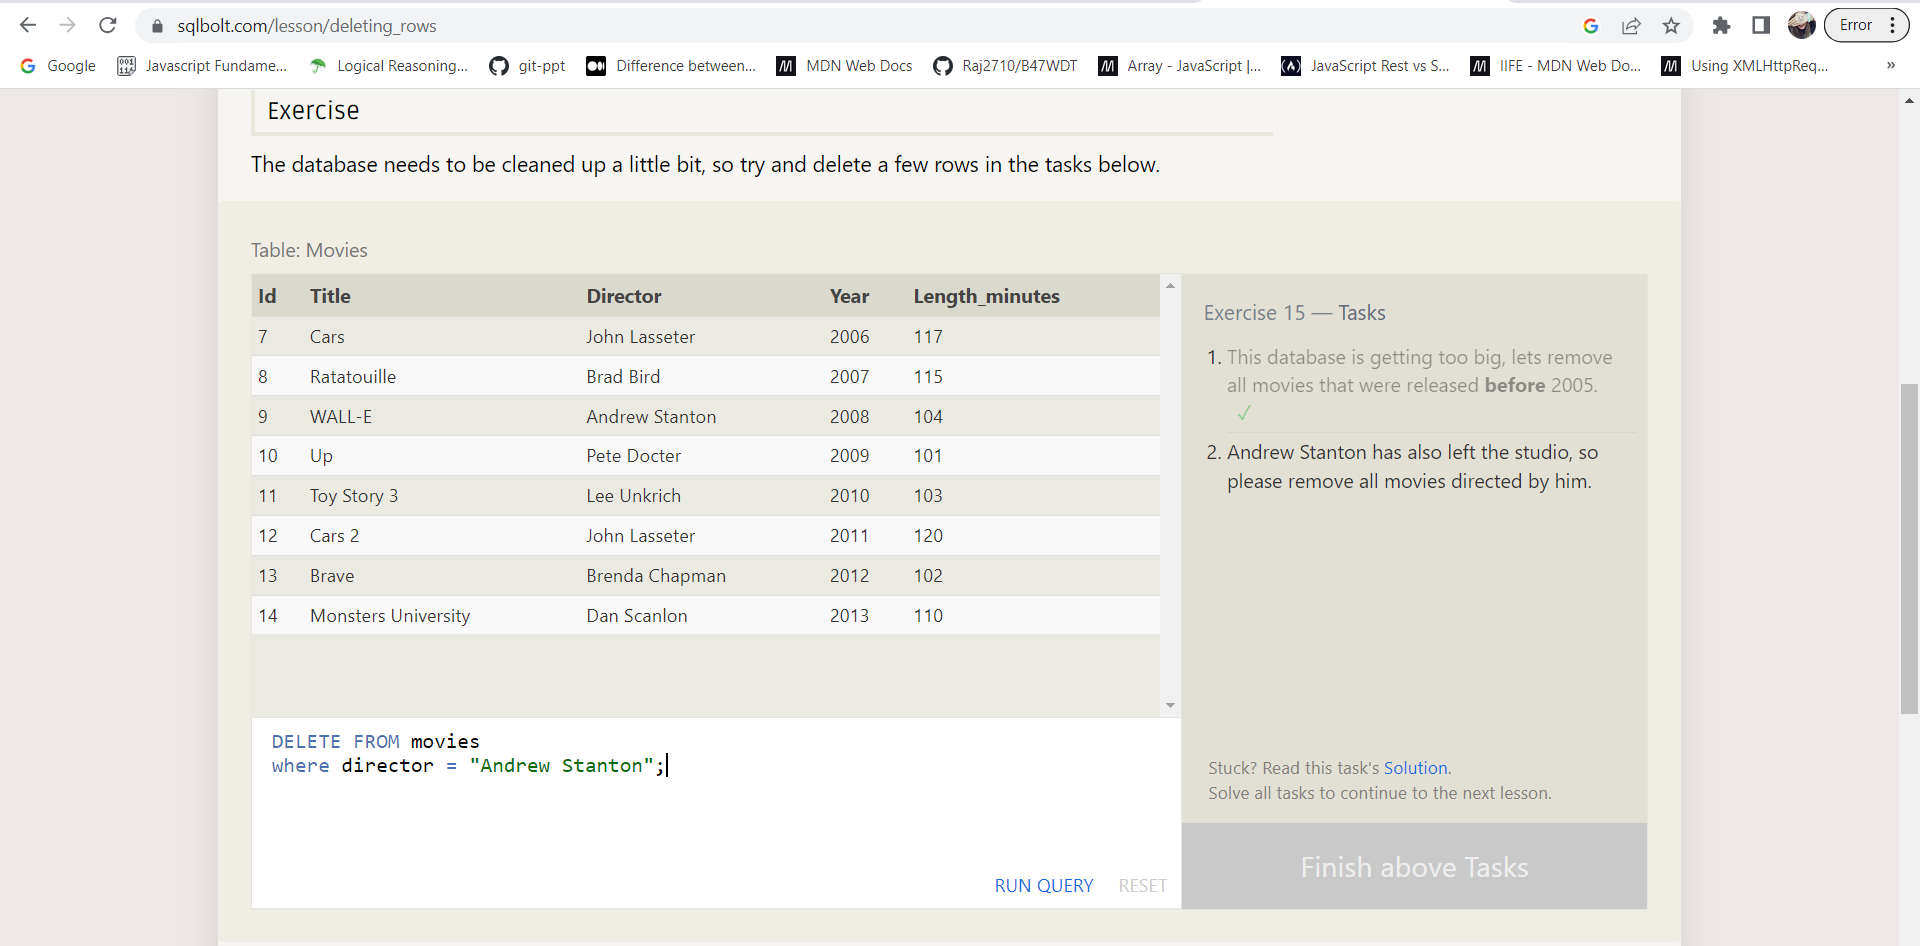 sqlbolt.com/lesson/deleting_rows
Error
Google
Javascript Fundame...
Logical Reasoning...
git-ppt
Difference between...
MDN Web Docs
Raj2710/B47WDT
Array - JavaScript |...
JavaScript Rest vs S...
IIFE - MDN Web Do...
Using XMLHttpReq...
»
Exercise
The database needs to be cleaned up a little bit, so try and delete a few rows in the tasks below.
Table: Movies
Id Title Director Year Length_minutes
7 Cars John Lasseter 2006 117
8 Ratatouille Brad Bird 2007 115
9 WALL-E Andrew Stanton 2008 104
10 Up Pete Docter 2009 101
11 Toy Story 3 Lee Unkrich 2010 103
12 Cars 2 John Lasseter 2011 120
13 Brave Brenda Chapman 2012 102
14 Monsters University Dan Scanlon 2013 110
DELETE FROM movies
where director = "Andrew Stanton";
RUN QUERY RESET
Exercise 15 — Tasks
1. This database is getting too big, lets remove
all movies that were released before 2005.
✓
2. Andrew Stanton has also left the studio, so
please remove all movies directed by him.
Stuck? Read this task's Solution.
Solve all tasks to continue to the next lesson.
Finish above Tasks